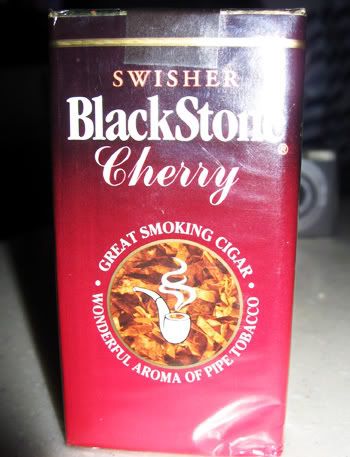 SWISHER
BlackStone®
Cherry
• GREAT SMOKING CIGAR •
WONDERFUL AROMA OF PIPE TOBACCO